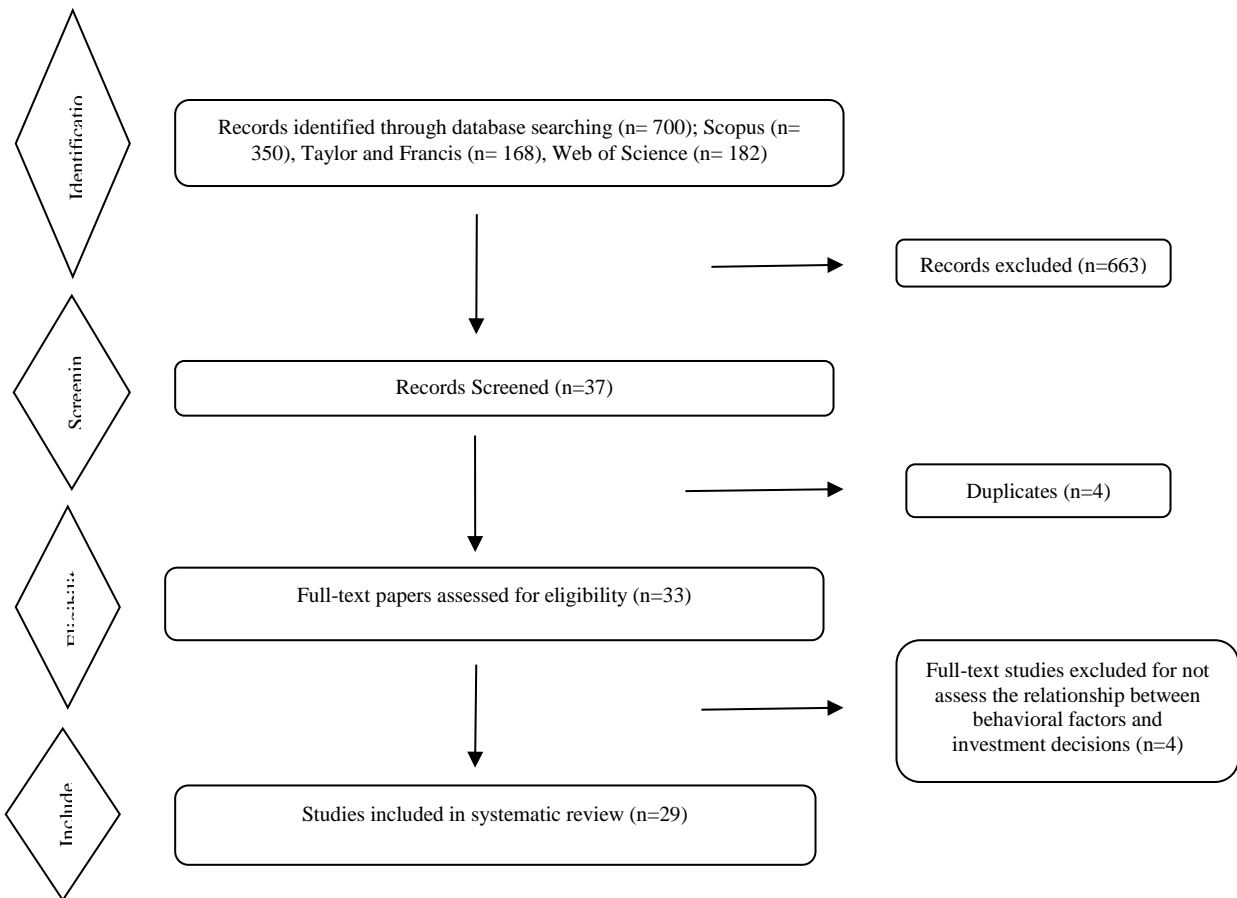 Identificatio
Records identified through database searching (n= 700); Scopus (n=
350), Taylor and Francis (n= 168), Web of Science (n= 182)
Records excluded (n=663)
Screenin
Records Screened (n=37)
Duplicates (n=4)
Full-text papers assessed for eligibility (n=33)
Full-text studies excluded for not
assess the relationship between
behavioral factors and
investment decisions (n=4)
Include
Studies included in systematic review (n=29)